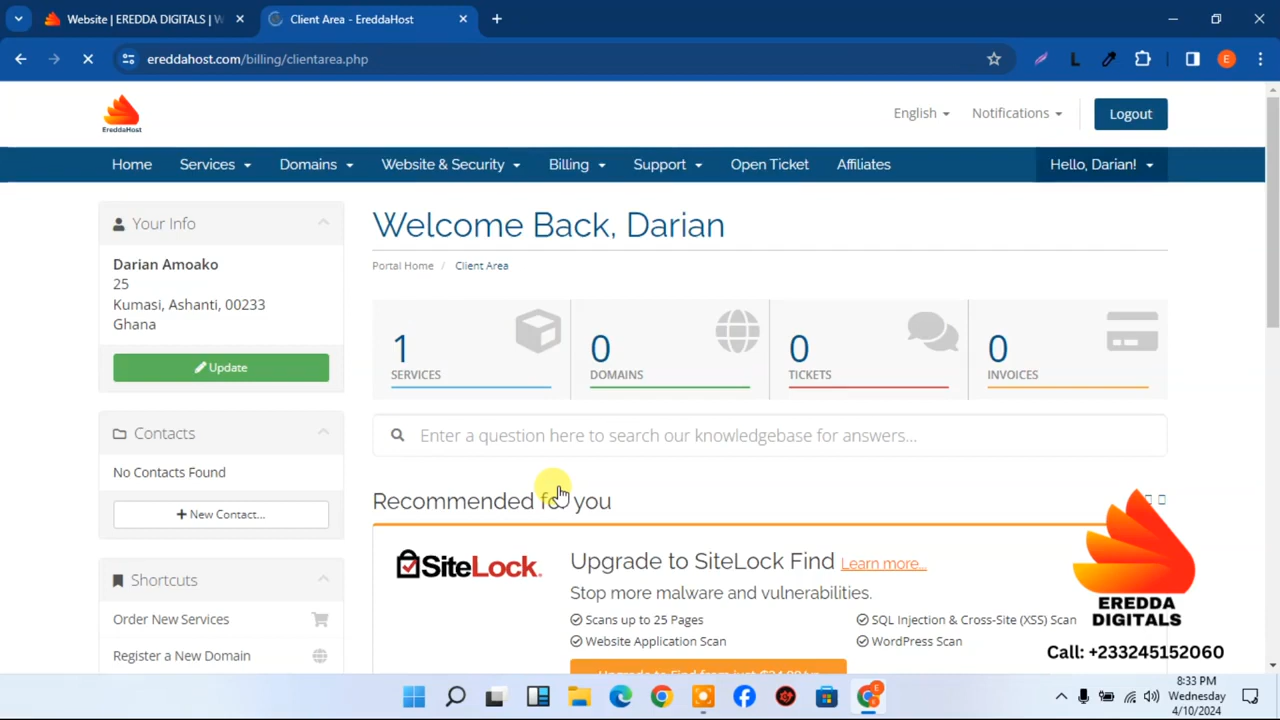 Website | EREDDA DIGITALS | W
Client Area - EreddaHost
ereddahost.com/billing/clientarea.php
L
E
EreddaHost
English
Notifications
Logout
Home
Services
Domains
Website & Security
Billing
Support
Open Ticket
Affiliates
Hello, Darian!
Your Info
Darian Amoako
25
Kumasi, Ashanti, 00233
Ghana
Update
Contacts
No Contacts Found
New Contact...
Shortcuts
Order New Services
Register a New Domain
Welcome Back, Darian
Portal Home / Client Area
1
SERVICES
0
DOMAINS
0
TICKETS
0
INVOICES
Enter a question here to search our knowledgebase for answers...
Recommended for you
SiteLock
Upgrade to SiteLock Find Learn more...
Stop more malware and vulnerabilities.
Scans up to 25 Pages
SQL Injection & Cross-Site (XSS) Scan
Website Application Scan
WordPress Scan
EREDDA
DIGITALS
Call: +233245152060
8:33 PM
Wednesday
4/10/2024